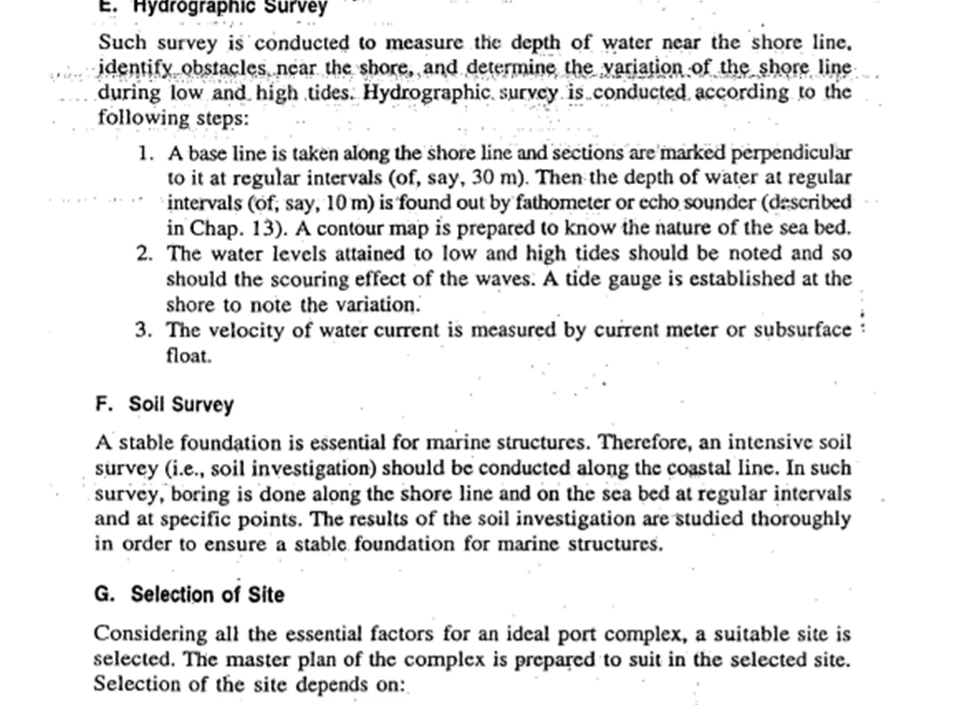 E. Hydrographic Survey
Such survey is conducted to measure the depth of water near the shore line,
identify obstacles near the shore, and determine the variation of the shore line
during low and high tides. Hydrographic survey is conducted according to the
following steps:
1. A base line is taken along the shore line and sections are marked perpendicular
to it at regular intervals (of, say, 30 m). Then the depth of water at regular
intervals (of, say, 10 m) is found out by fathometer or echo sounder (described
in Chap. 13). A contour map is prepared to know the nature of the sea bed.
2. The water levels attained to low and high tides should be noted and so
should the scouring effect of the waves. A tide gauge is established at the
shore to note the variation.
3. The velocity of water current is measured by current meter or subsurface
float.
F. Soil Survey
A stable foundation is essential for marine structures. Therefore, an intensive soil
survey (i.e., soil investigation) should be conducted along the coastal line. In such
survey, boring is done along the shore line and on the sea bed at regular intervals
and at specific points. The results of the soil investigation are studied thoroughly
in order to ensure a stable foundation for marine structures.
G. Selection of Site
Considering all the essential factors for an ideal port complex, a suitable site is
selected. The master plan of the complex is prepared to suit in the selected site.
Selection of the site depends on: